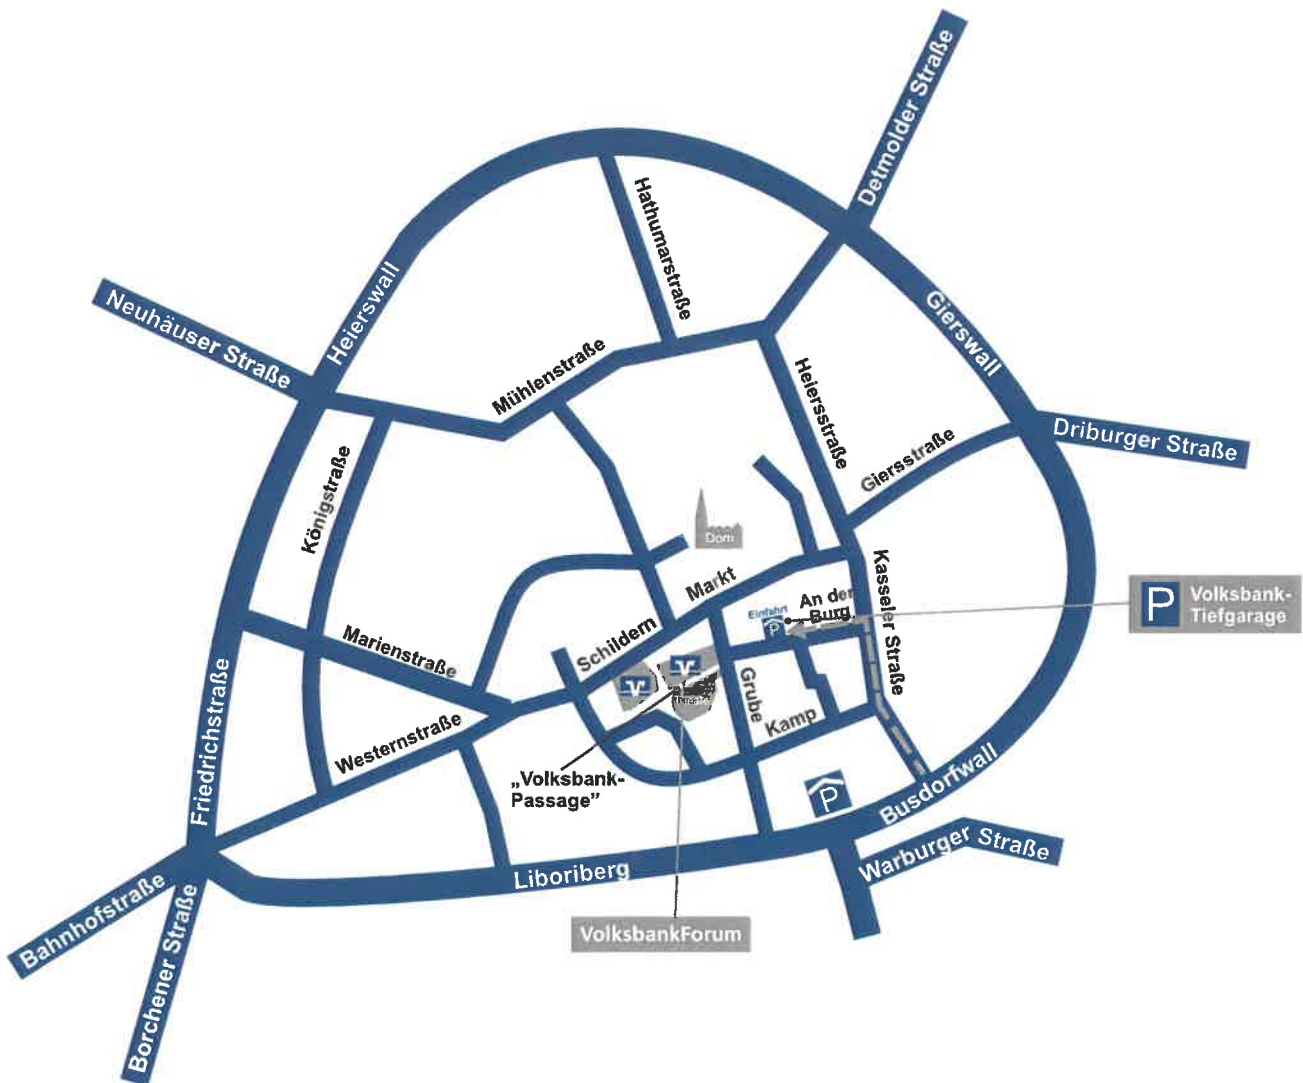 Detmolder Straße
Hathumarstraße
Neuhäuser Straße
Heierswall
Gierswall
Mühlenstraße
Heiersstraße
Driburger Straße
Giersstraße
Königstraße
Dom
Markt
Kasseler Straße
An der
Burg
Einfahrt
P
P Volksbank-
Tiefgarage
Schildern
Marienstraße
Grube
Kamp
Westernstraße
Friedrichstraße
„Volksbank-
Passage”
P
Busdorfwall
Warburger Straße
Liboriberg
Bahnhofstraße
Borchener Straße
VolksbankForum